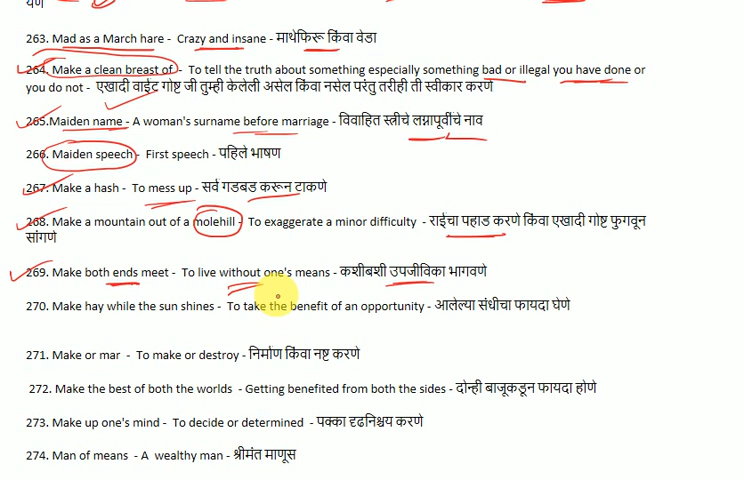 263. Mad as a March hare - Crazy and insane - माथेफिरू किंवा वेडा
264. Make a clean breast of - To tell the truth about something especially something bad or illegal you have done or
you do not - एखादी वाईट गोष्ट जी तुम्ही केलेली असेल किंवा नसेल परंतु तरीही ती स्वीकार करणे
265.Maiden name - A woman's surname before marriage - विवाहित स्त्रीचे लग्नापूर्वीचे नाव
266. Maiden speech - First speech - पहिले भाषण
267. Make a hash - To mess up - सर्व गडबड करून टाकणे
268. Make a mountain out of a molehill - To exaggerate a minor difficulty - राईचा पहाड करणे किंवा एखादी गोष्ट फुगवून
सांगणे
269. Make both ends meet - To live without one's means - कशीबशी उपजीविका भागवणे
270. Make hay while the sun shines - To take the benefit of an opportunity - आलेल्या संधीचा फायदा घेणे
271. Make or mar - To make or destroy - निर्माण किंवा नष्ट करणे
272. Make the best of both the worlds - Getting benefited from both the sides - दोन्ही बाजूकडून फायदा होणे
273. Make up one's mind - To decide or determined - पक्का दृढनिश्चय करणे
274. Man of means - A wealthy man - श्रीमंत माणूस